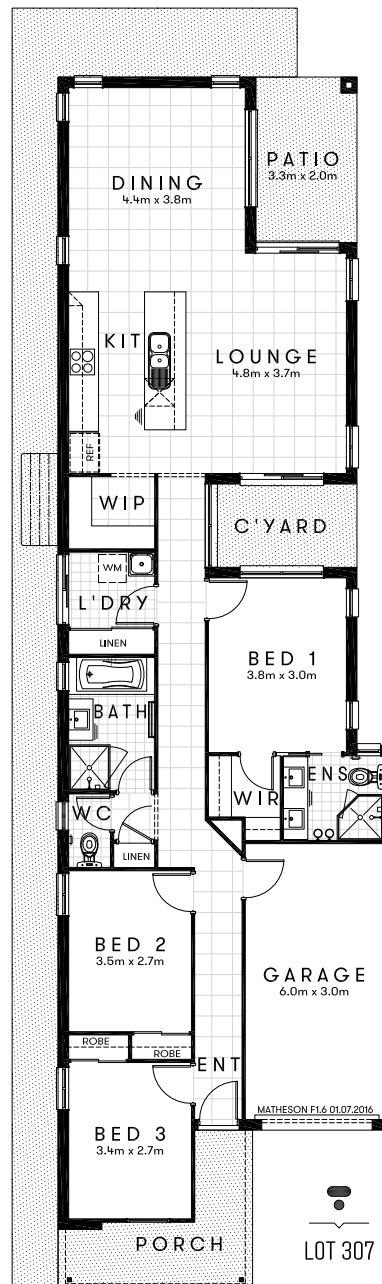 PATIO
3.3m x 2.0m
DINING
4.4m x 3.8m
KIT
LOUNGE
4.8m x 3.7m
REF
WIP
C'YARD
WM
L'DRY
LINEN
BED 1
3.8m x 3.0m
BATH
ENS
WIR
WC
LINEN
BED 2
3.5m x 2.7m
GARAGE
6.0m x 3.0m
ROBE
ROBE
ENT
MATHESON F1.6 01.07.2016
BED 3
3.4m x 2.7m
PORCH
LOT 307